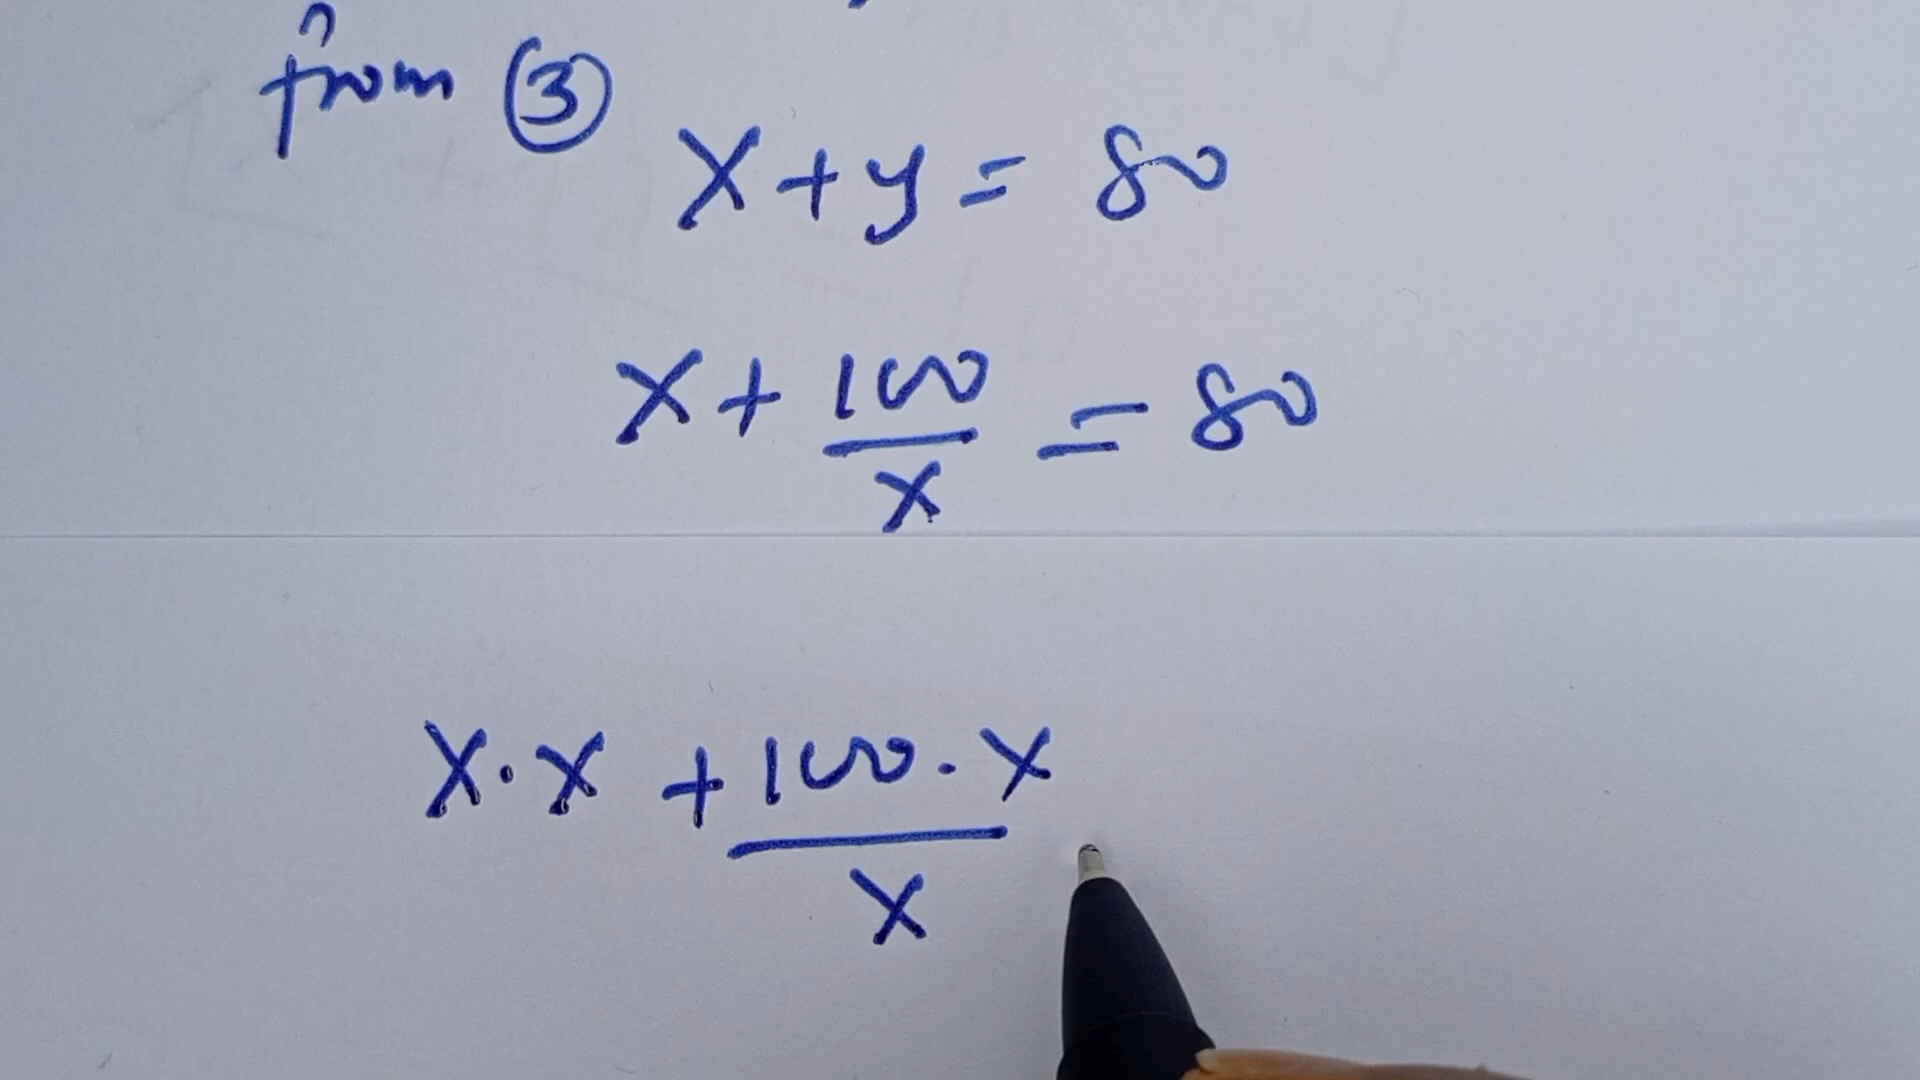 from ③
x + y = 80
x + 100/x = 80
x · x + 100 · x/x